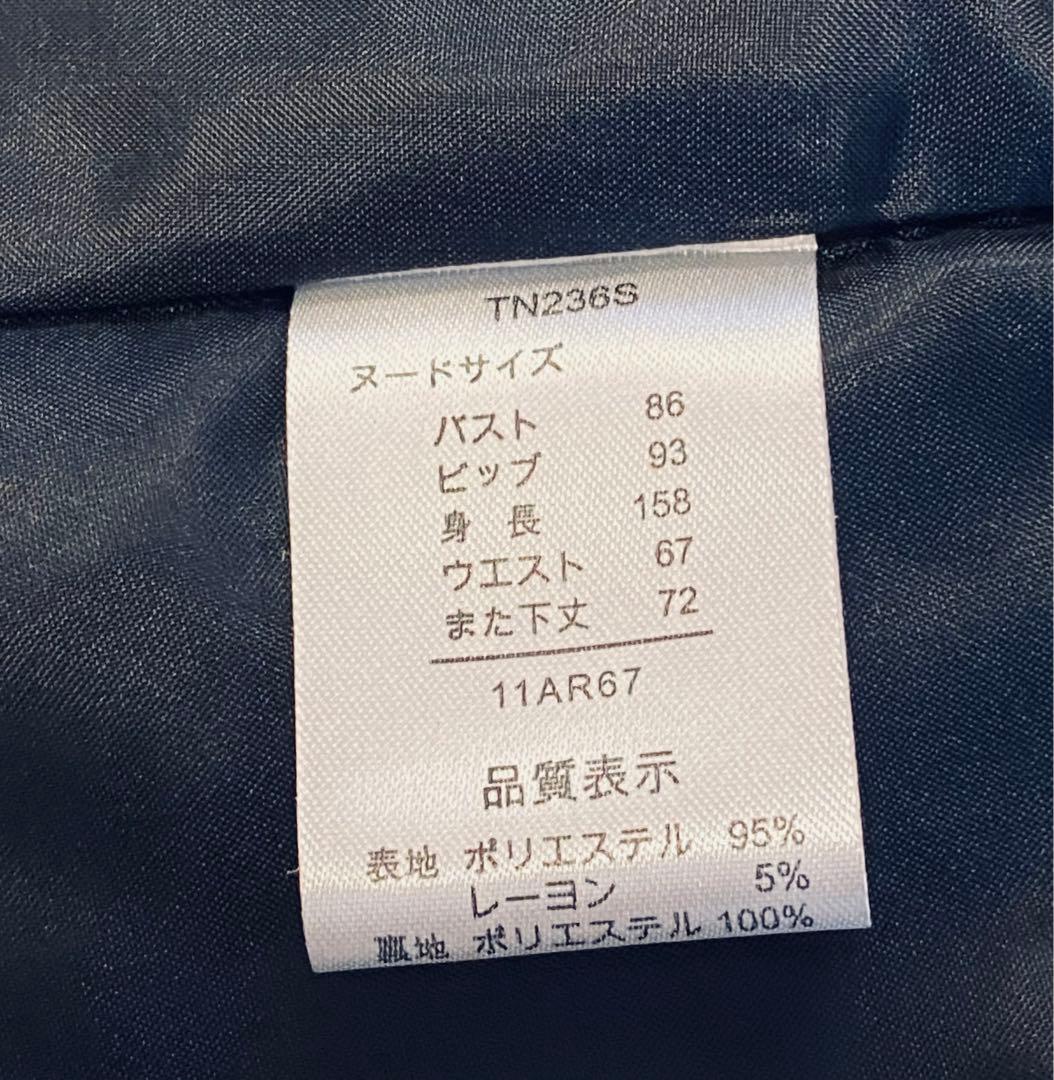 TN236S
ヌードサイズ
バスト 86
ヒップ 93
身長 158
ウエスト 67
また下丈 72
11AR67
品質表示
表地 ポリエステル 95%
レーヨン 5%
裏地 ポリエステル 100%